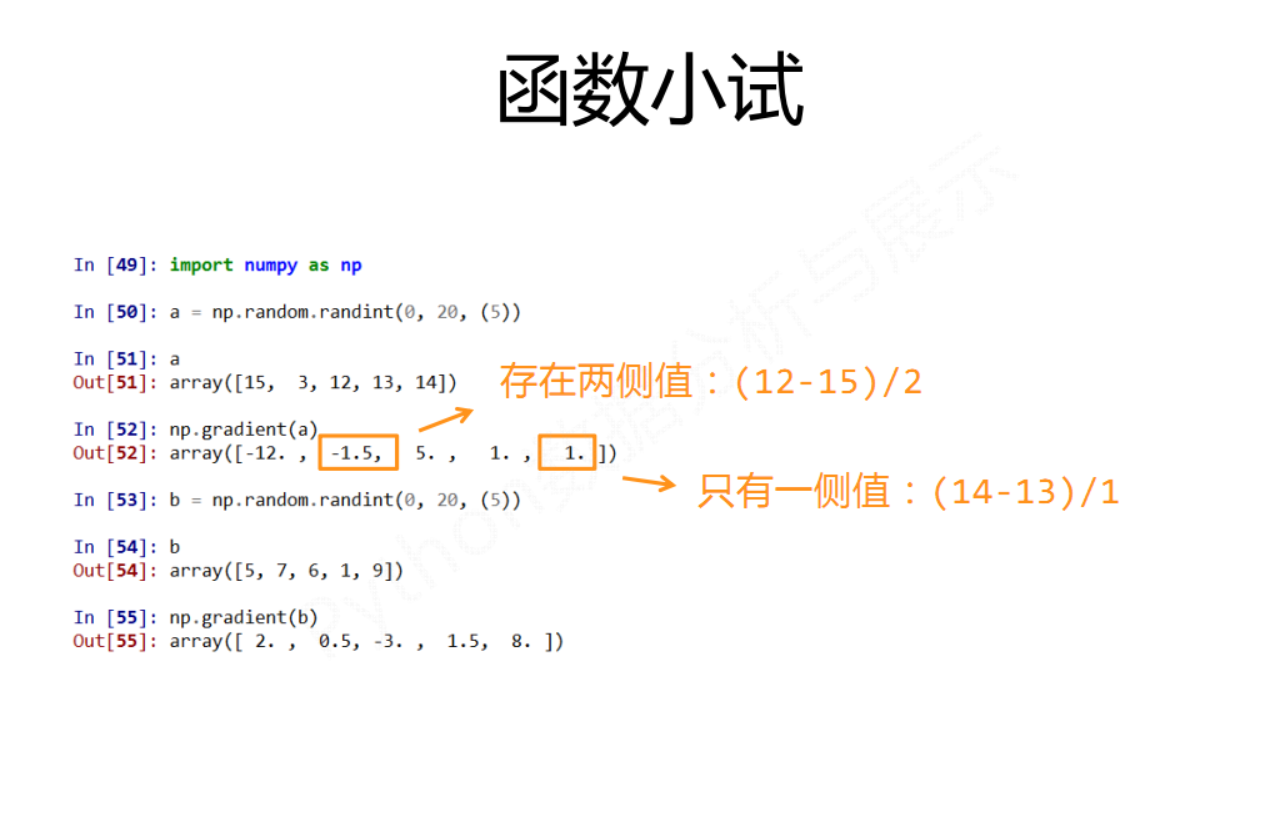 函数小试
In [49]: import numpy as np
In [50]: a = np.random.randint(0, 20, (5))
In [51]: a
Out[51]: array([15,  3, 12, 13, 14])
存在两侧值：(12-15)/2
In [52]: np.gradient(a)
Out[52]: array([-12. ,  -1.5,   5. ,   1. ,   1. ])
只有一侧值：(14-13)/1
In [53]: b = np.random.randint(0, 20, (5))
In [54]: b
Out[54]: array([5, 7, 6, 1, 9])
In [55]: np.gradient(b)
Out[55]: array([ 2. ,  0.5, -3. ,  1.5,  8. ])
Python数据分析与展示